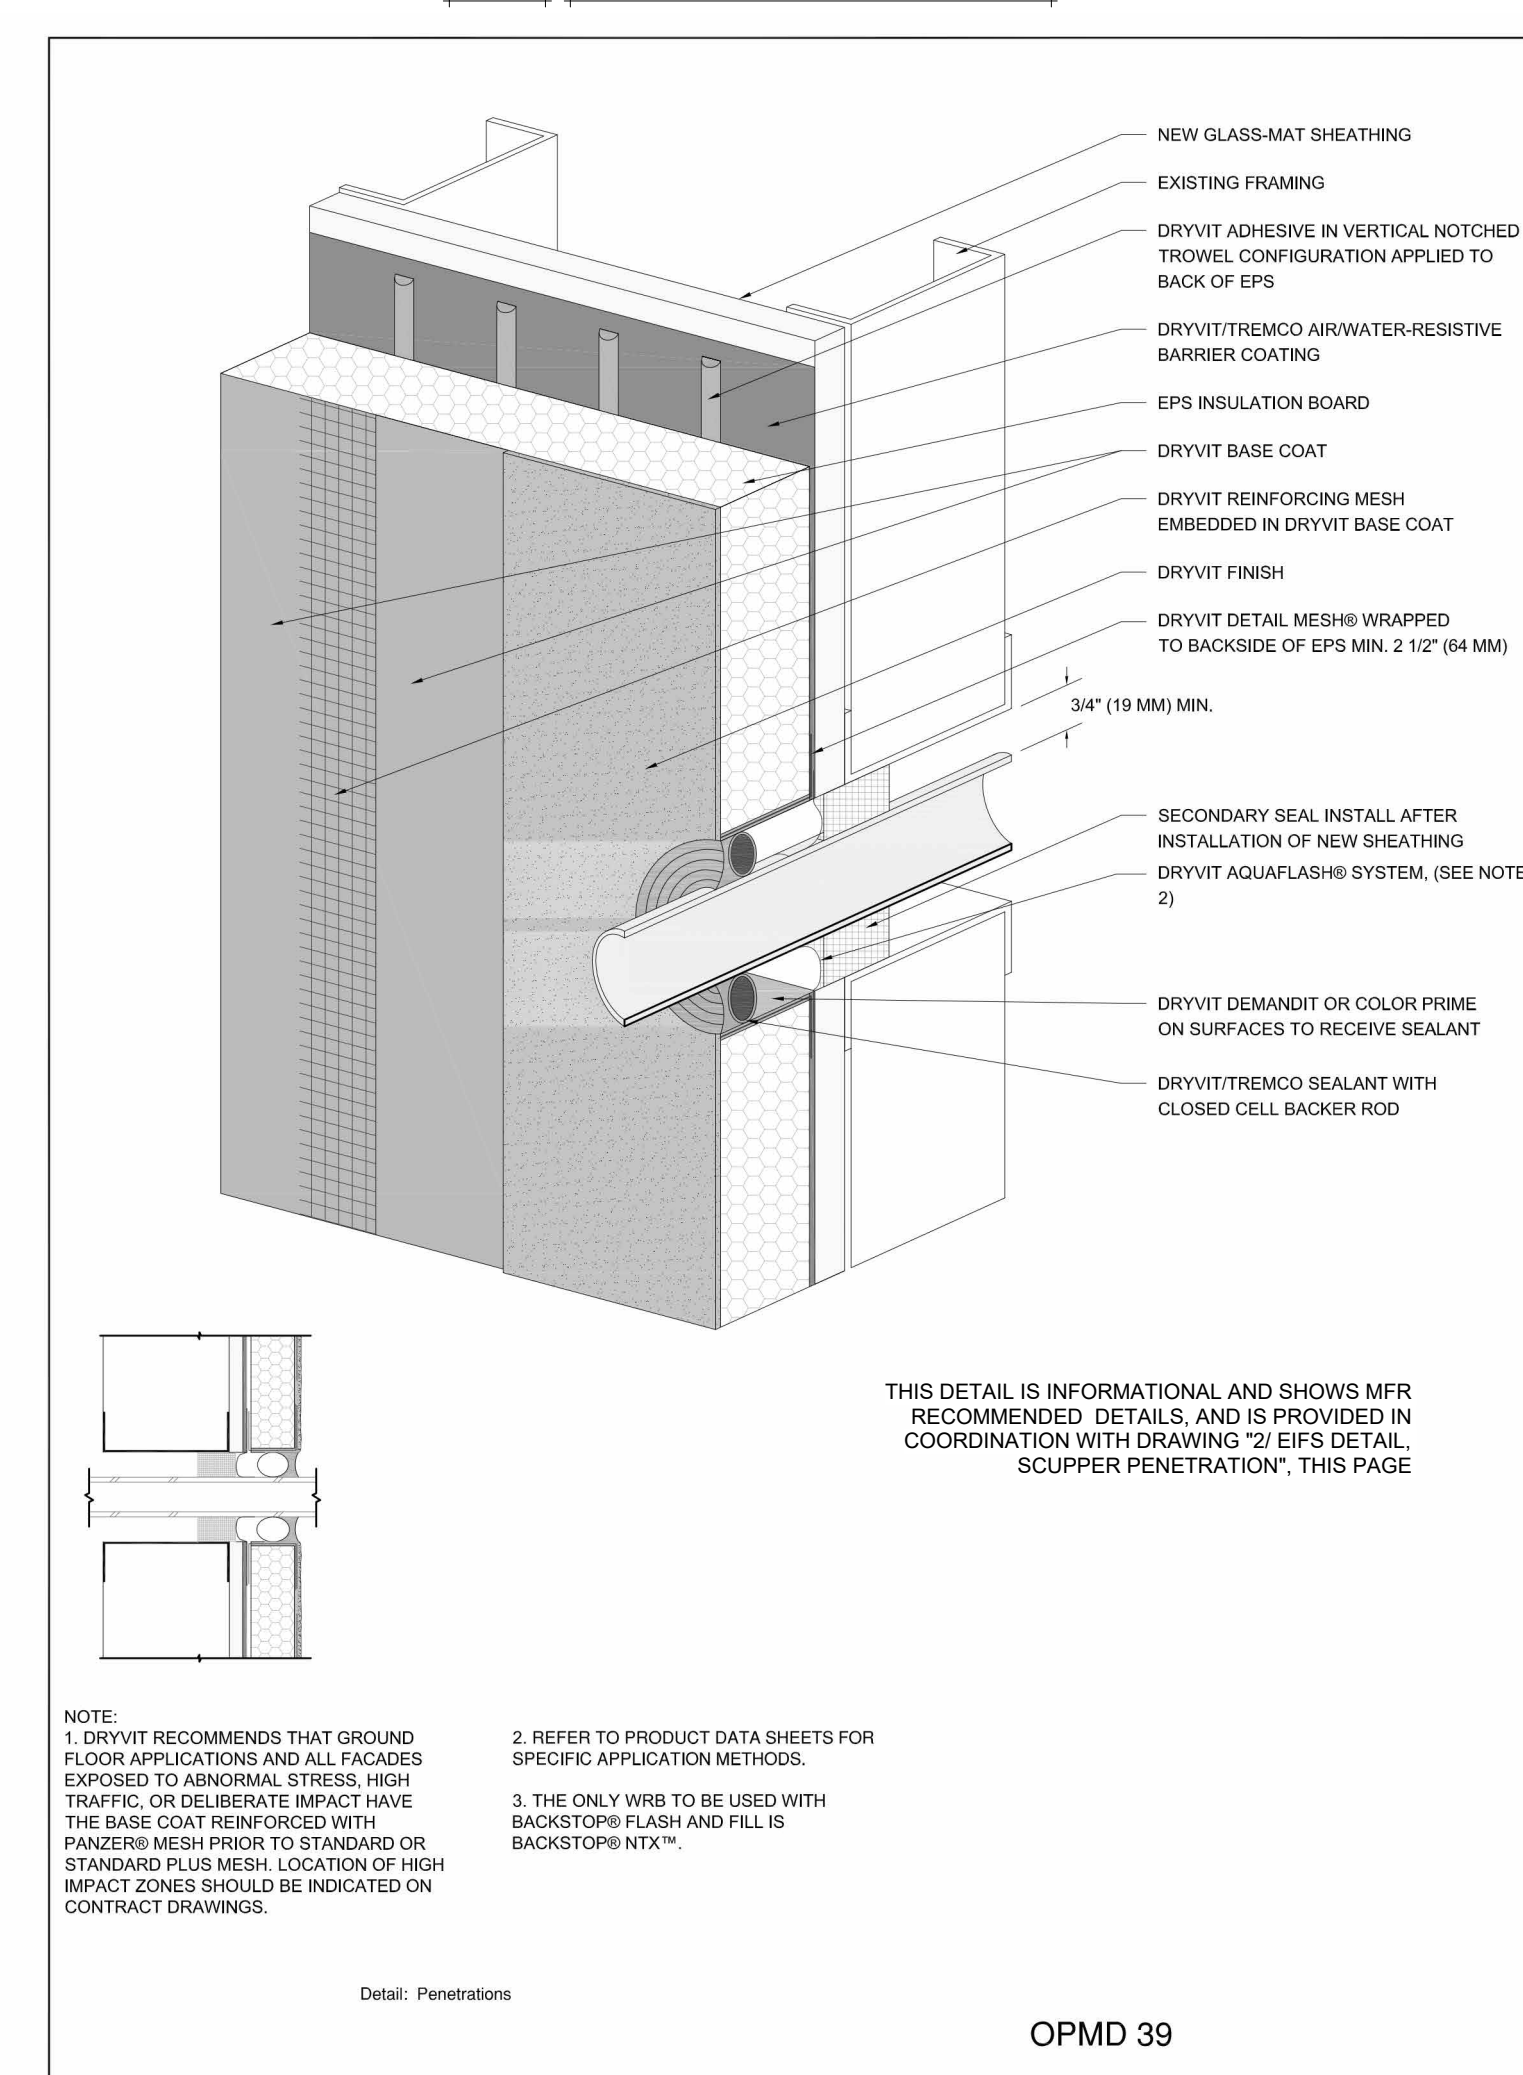 NEW GLASS-MAT SHEATHING
EXISTING FRAMING
DRYVIT ADHESIVE IN VERTICAL NOTCHED
TROWEL CONFIGURATION APPLIED TO
BACK OF EPS
DRYVIT/TREMCO AIR/WATER-RESISTIVE
BARRIER COATING
EPS INSULATION BOARD
DRYVIT BASE COAT
DRYVIT REINFORCING MESH
EMBEDDED IN DRYVIT BASE COAT
DRYVIT FINISH
DRYVIT DETAIL MESH® WRAPPED
TO BACKSIDE OF EPS MIN. 2 1/2" (64 MM)
3/4" (19 MM) MIN.
SECONDARY SEAL INSTALL AFTER
INSTALLATION OF NEW SHEATHING
DRYVIT AQUAFLASH® SYSTEM, (SEE NOTE
2)
DRYVIT DEMANDIT OR COLOR PRIME
ON SURFACES TO RECEIVE SEALANT
DRYVIT/TREMCO SEALANT WITH
CLOSED CELL BACKER ROD
THIS DETAIL IS INFORMATIONAL AND SHOWS MFR
RECOMMENDED DETAILS, AND IS PROVIDED IN
COORDINATION WITH DRAWING "2/ EIFS DETAIL,
SCUPPER PENETRATION", THIS PAGE
NOTE:
1. DRYVIT RECOMMENDS THAT GROUND
FLOOR APPLICATIONS AND ALL FACADES
EXPOSED TO ABNORMAL STRESS, HIGH
TRAFFIC, OR DELIBERATE IMPACT HAVE
THE BASE COAT REINFORCED WITH
PANZER® MESH PRIOR TO STANDARD OR
STANDARD PLUS MESH. LOCATION OF HIGH
IMPACT ZONES SHOULD BE INDICATED ON
CONTRACT DRAWINGS.
2. REFER TO PRODUCT DATA SHEETS FOR
SPECIFIC APPLICATION METHODS.
3. THE ONLY WRB TO BE USED WITH
BACKSTOP® FLASH AND FILL IS
BACKSTOP® NTX™.
Detail: Penetrations
OPMD 39